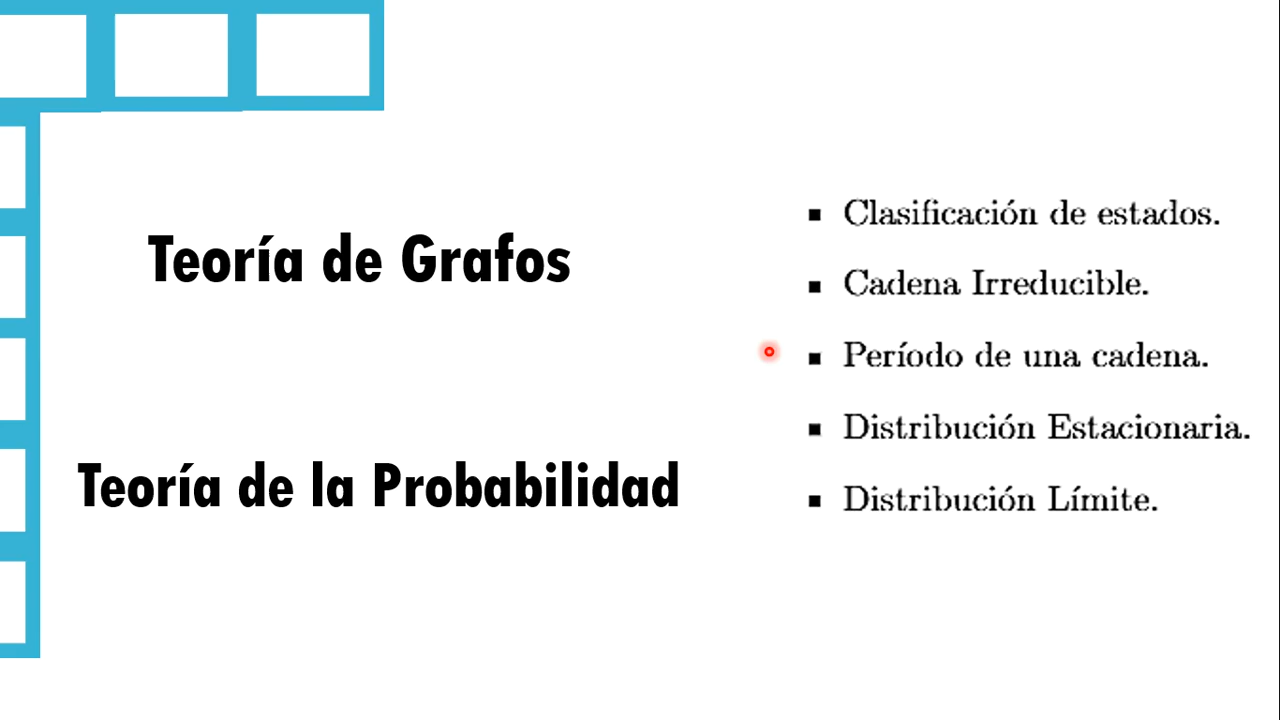 Teoría de Grafos
Teoría de la Probabilidad
▪ Clasificación de estados.
▪ Cadena Irreducible.
▪ Período de una cadena.
▪ Distribución Estacionaria.
▪ Distribución Límite.